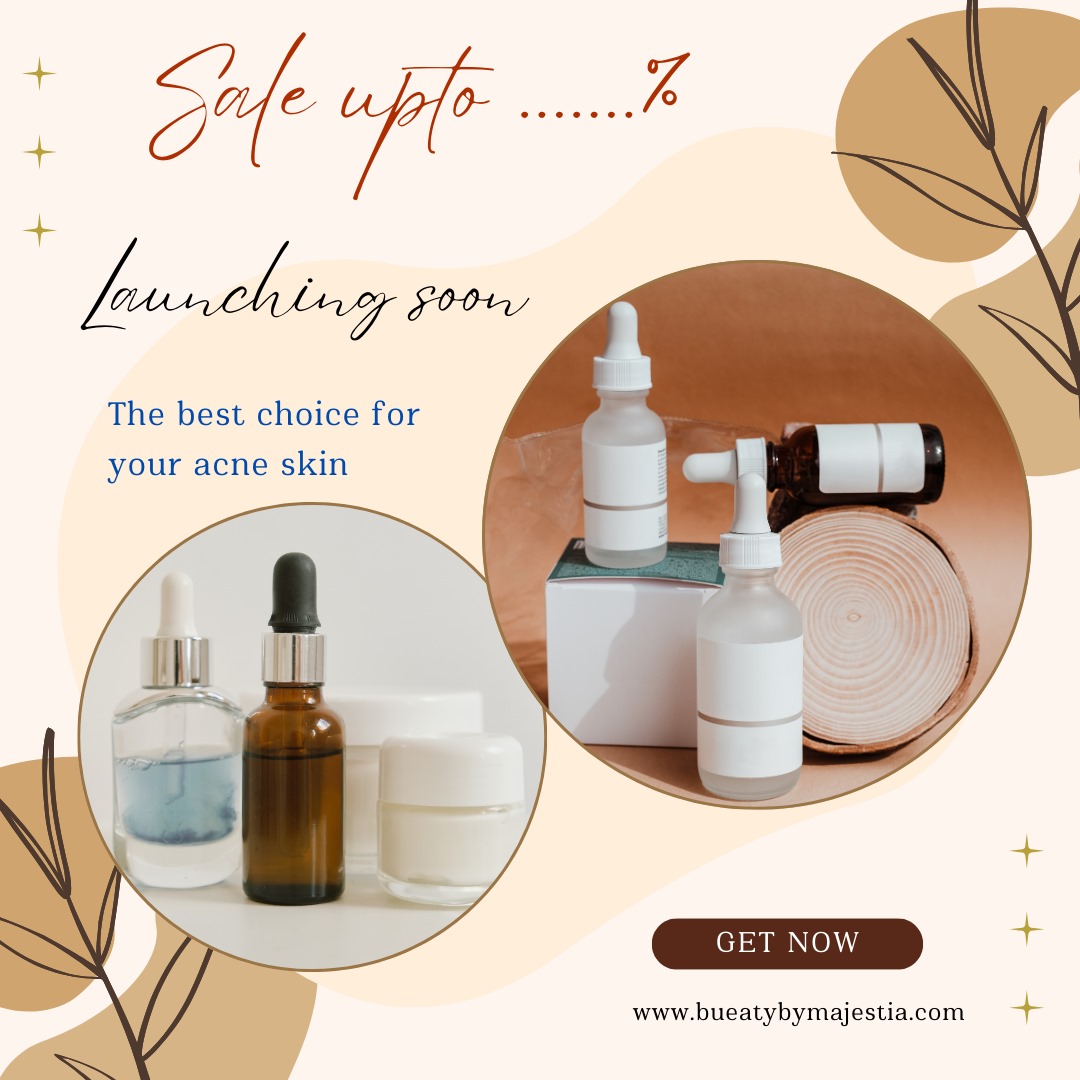 Sale upto .......%
Launching soon
The best choice for
your acne skin
GET NOW
www.bueatybymajestia.com